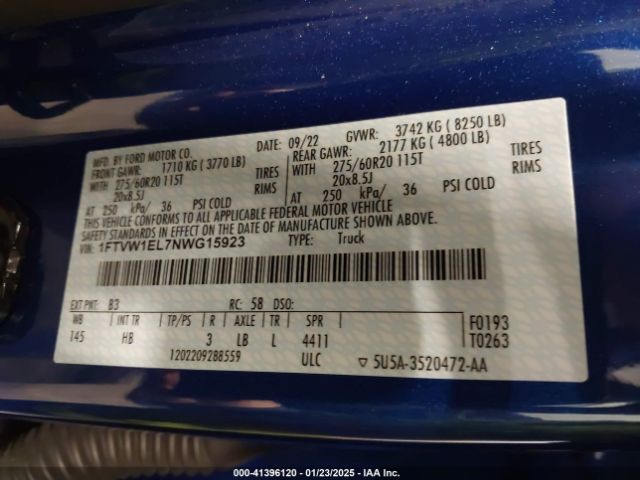 MFD. BY FORD MOTOR CO. DATE: 09/22 GVWR: 3742 KG ( 8250 LB)
FRONT GAWR: 1710 KG ( 3770 LB) REAR GAWR: 2177 KG ( 4800 LB)
WITH 275/60R20 115T TIRES WITH 275/60R20 115T TIRES
20x8.5J RIMS 20x8.5J RIMS
AT 250 kPa/ 36 PSI COLD AT 250 kPa/ 36 PSI COLD
THIS VEHICLE CONFORMS TO ALL APPLICABLE FEDERAL MOTOR VEHICLE
SAFETY STANDARDS IN EFFECT ON THE DATE OF MANUFACTURE SHOWN ABOVE.
VIN: 1FTVW1EL7NWG15923 TYPE: Truck
EXT PNT: B3 RC: 58 DSO:
WB INT TR TP/PS R AXLE TR SPR F0193
145 HB 3 LB L 4411 T0263
1202209288559 ULC ▽ 5U5A-3520472-AA
000-41396120 - 01/23/2025 - IAA Inc.